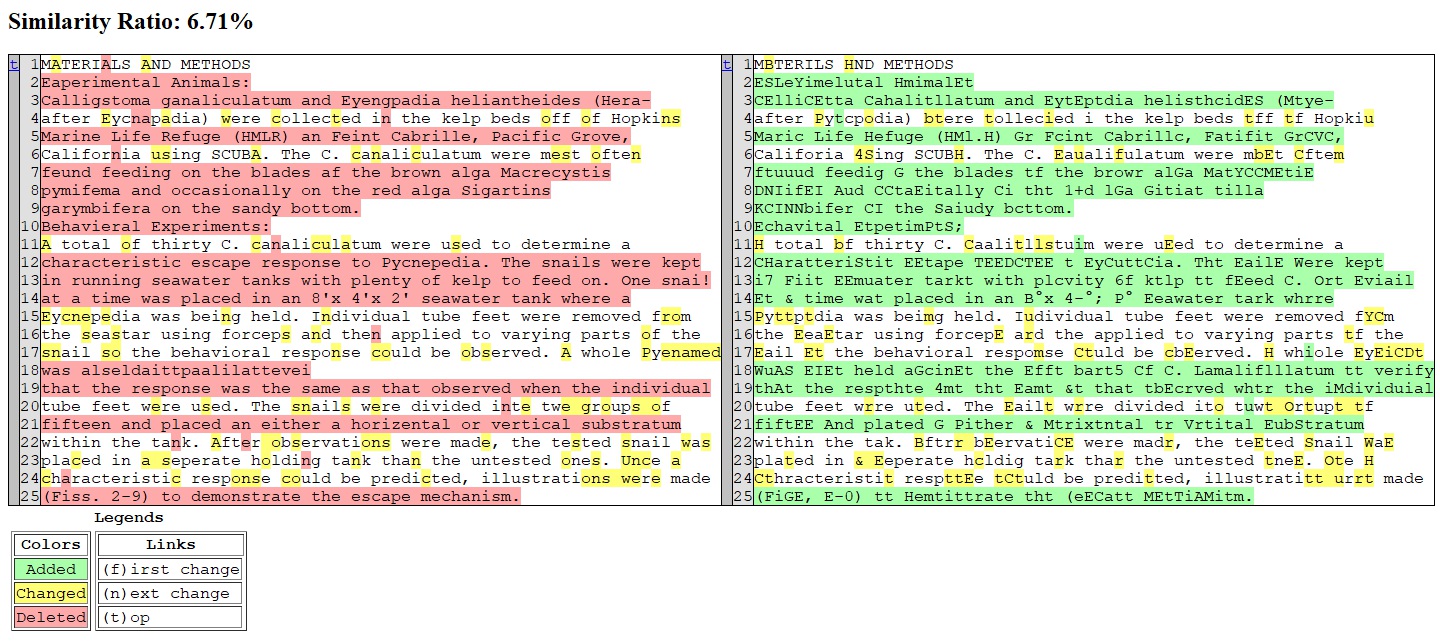 Similarity Ratio: 6.71%
t 1 MATERIALS AND METHODS
2 Eaperimental Animals:
3 Calligstoma ganaliculatum and Eyengpadia heliantheides (Hera-
4 after Eycnapadia) were collected in the kelp beds off of Hopkins
5 Marine Life Refuge (HMLR) an Feint Cabrille, Pacific Grove,
6 California using SCUBA. The C. canaliculatum were mest often
7 feund feeding on the blades af the brown alga Macrecystis
8 pymifema and occasionally on the red alga Sigartins
9 garymbifera on the sandy bottom.
10 Behavieral Experiments:
11 A total of thirty C. canaliculatum were used to determine a
12 characteristic escape response to Pycnepedia. The snails were kept
13 in running seawater tanks with plenty of kelp to feed on. One snai!
14 at a time was placed in an 8'x 4'x 2' seawater tank where a
15 Eycnepedia was being held. Individual tube feet were removed from
16 the seastar using forceps and then applied to varying parts of the
17 snail so the behavioral response could be observed. A whole Pyenamed
18 was alseldaittpaalilattevei
19 that the response was the same as that observed when the individual
20 tube feet were used. The snails were divided inte twe groups of
21 fifteen and placed an either a horizental or vertical substratum
22 within the tank. After observations were made, the tested snail was
23 placed in a seperate holding tank than the untested ones. Unce a
24 characteristic response could be predicted, illustrations were made
25 (Fiss. 2-9) to demonstrate the escape mechanism.
t 1 MBTERILS HND METHODS
2 ESLeYimelutal HmimalEt
3 CElliCEtta Cahalitllatum and EytEptdia helisthcidES (Mtye-
4 after Pytcpodia) btere tollecied i the kelp beds tff tf Hopkiu
5 Maric Life Hefuge (HMl.H) Gr Fcint Cabrillc, Fatifit GrCVC,
6 Califoria 4Sing SCUBH. The C. Eaualifulatum were mbEt Cftem
7 ftuuud feedig G the blades tf the browr alGa MatYCCMEtiE
8 DNIifEI Aud CCtaEitally Ci tht 1+d lGa Gitiat tilla
9 KCINNbifer CI the Saiudy bcttom.
10 Echavital EtpetimPtS;
11 H total bf thirty C. Caalitllstuim were uEed to determine a
12 CHaratteriStit EEtape TEEDCTEE t EyCuttCia. Tht EailE Were kept
13 i7 Fiit EEmuater tarkt with plcvity 6f ktlp tt fEeed C. Ort Eviail
14 Et & time wat placed in an B°x 4-°; P° Eeawater tank whrre
15 Pyttptdia was beimg held. Iudividual tube feet were removed fYCm
16 the EeaEtar using forcepE ard the applied to varying parts tf the
17 Eail Et the behavioral respomse Ctuld be cbEerved. H whiole EyEiCDt
18 WuAS EIEt held aGcinEt the Efft bart5 Cf C. Lamaliflllatum tt verify
19 thAt the respthte 4mt tht Eamt &t that tbEcrved whtr the iMdividuial
20 tube feet wrre uted. The Eailt wrre divided ito tuwt Ortupt tf
21 fiftEE And plated G Pither & Mtrixtntal tr Vrtital EubStratum
22 within the tak. Bftrr bEervatiCE were madr, the teEted Snail WaE
23 plated in & Eeperate hcldig tark thar the untested tneE. Ote H
24 Cthracteristit respttEe tCtuld be preditted, illustratitt urrt made
25 (FiGE, E-0) tt Hemtittrate tht (eECatt MEtTiAMitm.
Legends
Colors Links
Added (f)irst change
Changed (n)ext change
Deleted (t)op